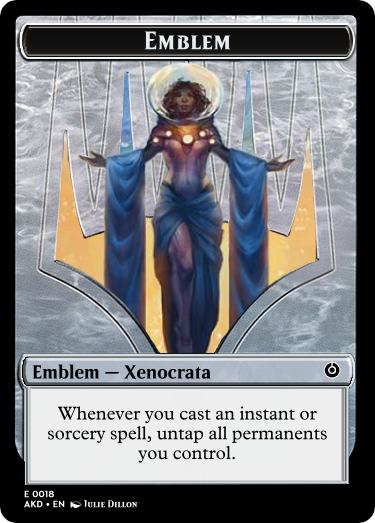 EMBLEM
Emblem — Xenocrata
Whenever you cast an instant or
sorcery spell, untap all permanents
you control.
E 0018
AKD • EN JULIE DILLON